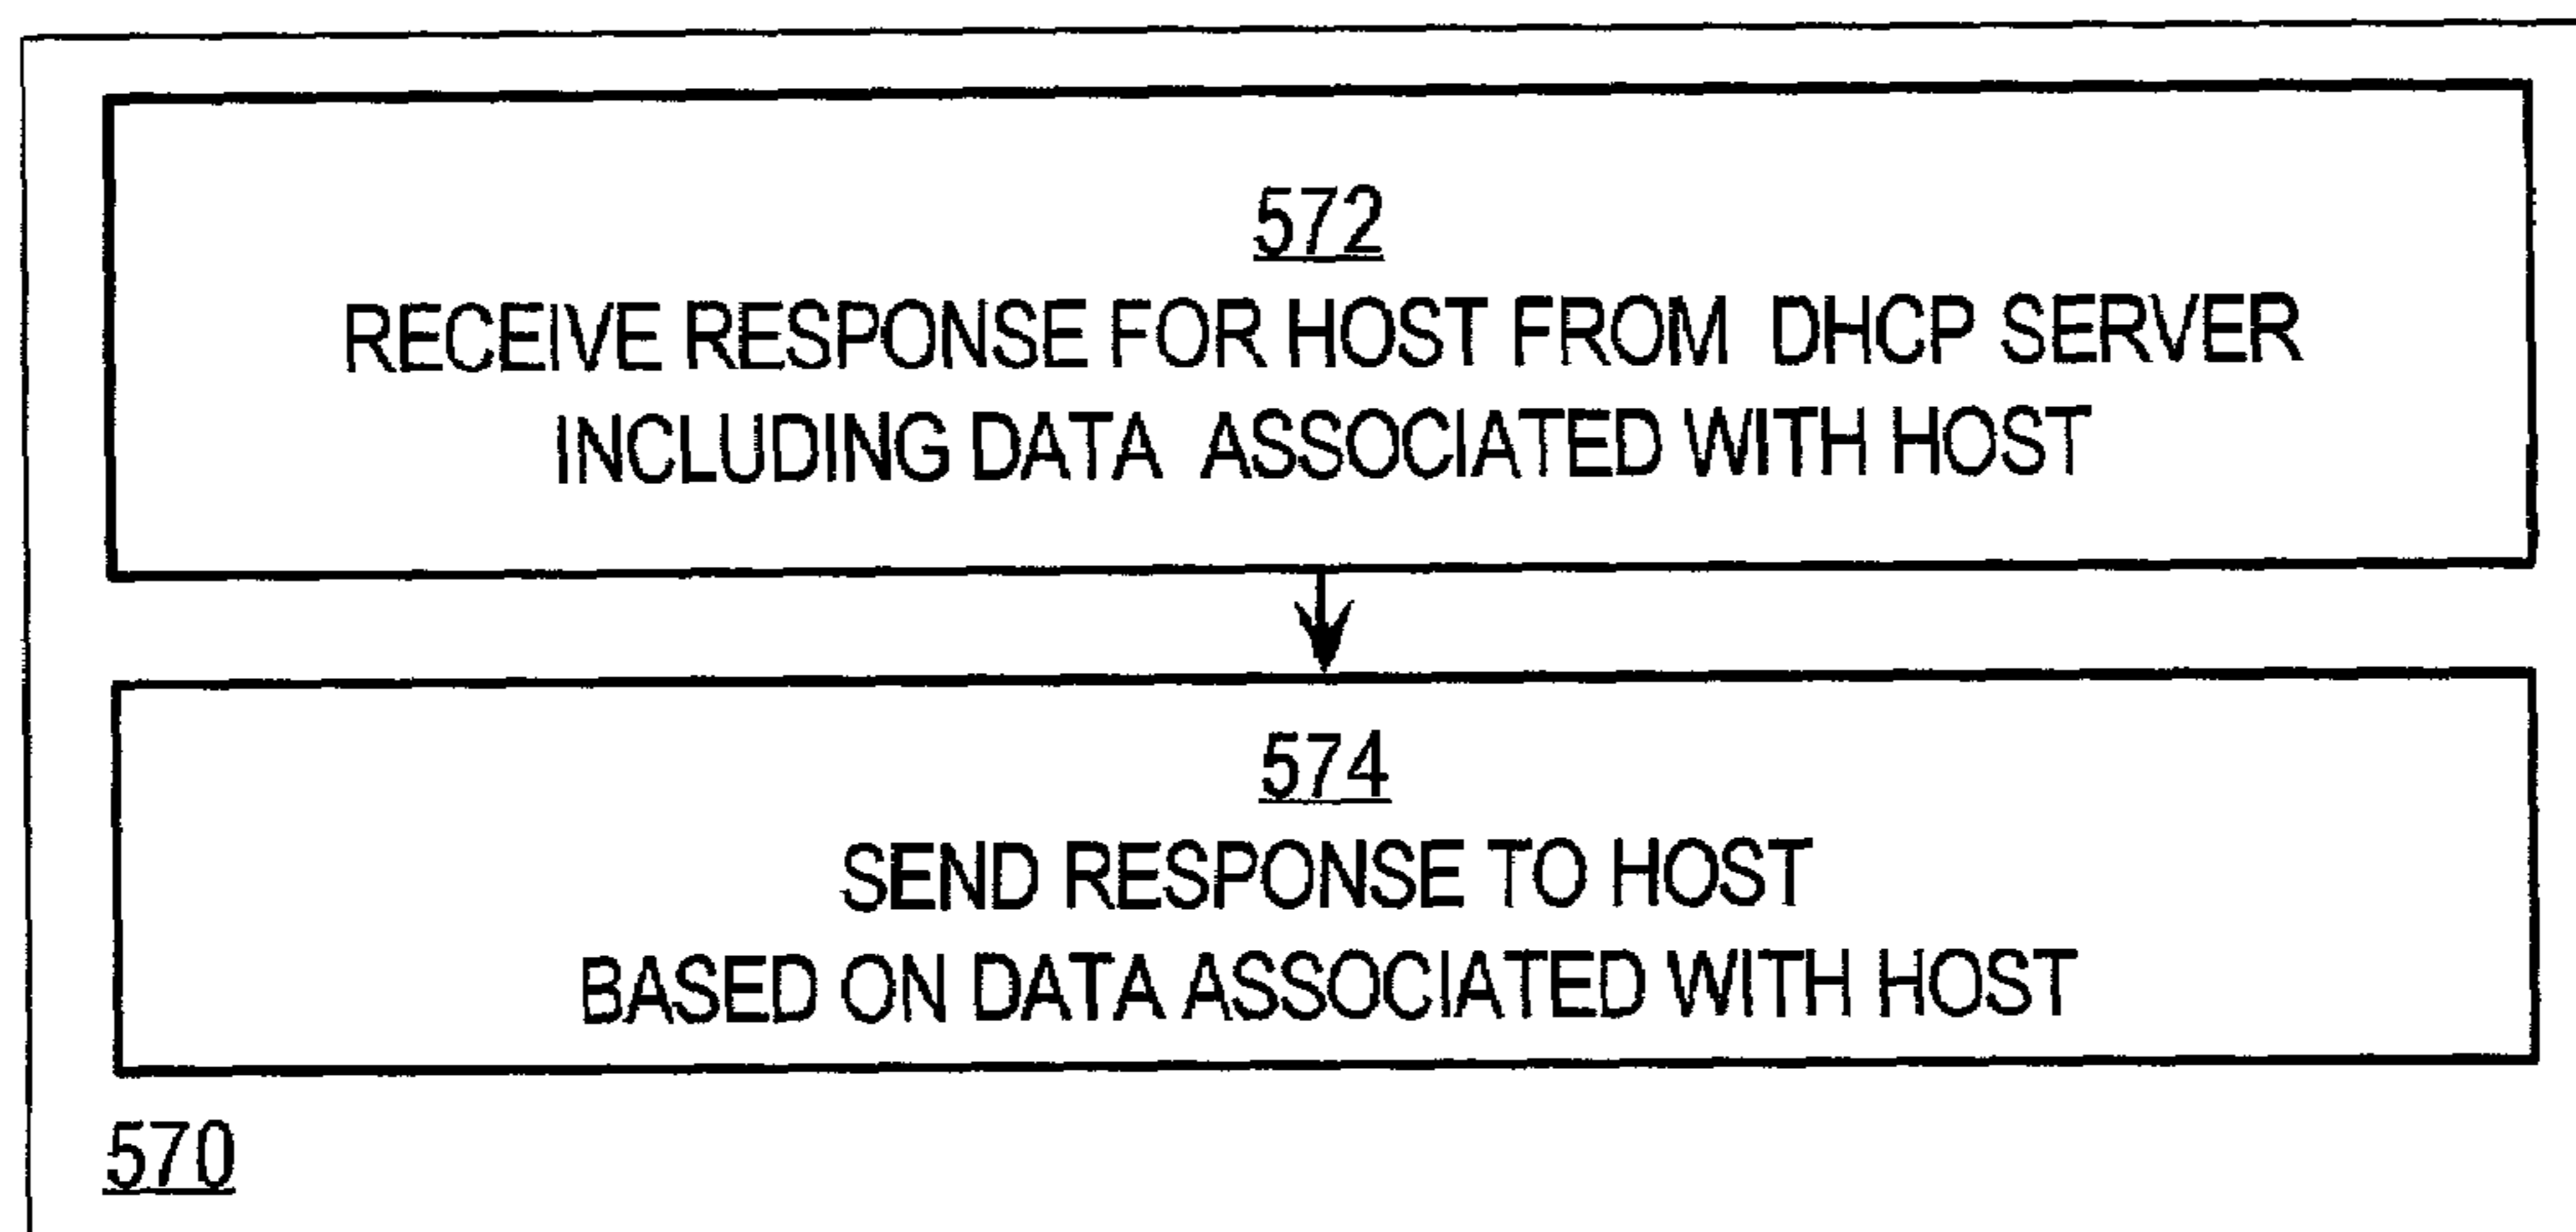 572
RECEIVE RESPONSE FOR HOST FROM DHCP SERVER
INCLUDING DATA ASSOCIATED WITH HOST
574
SEND RESPONSE TO HOST
BASED ON DATA ASSOCIATED WITH HOST
570